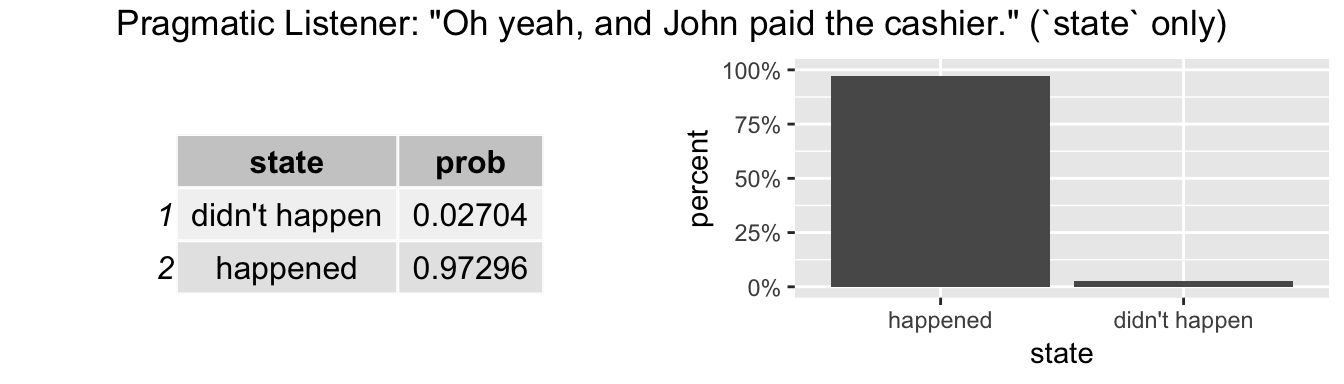 Pragmatic Listener: "Oh yeah, and John paid the cashier." (`state` only)
state prob
1 didn't happen 0.02704
2 happened 0.97296
percent
100%
75%
50%
25%
0%
happened didn't happen
state